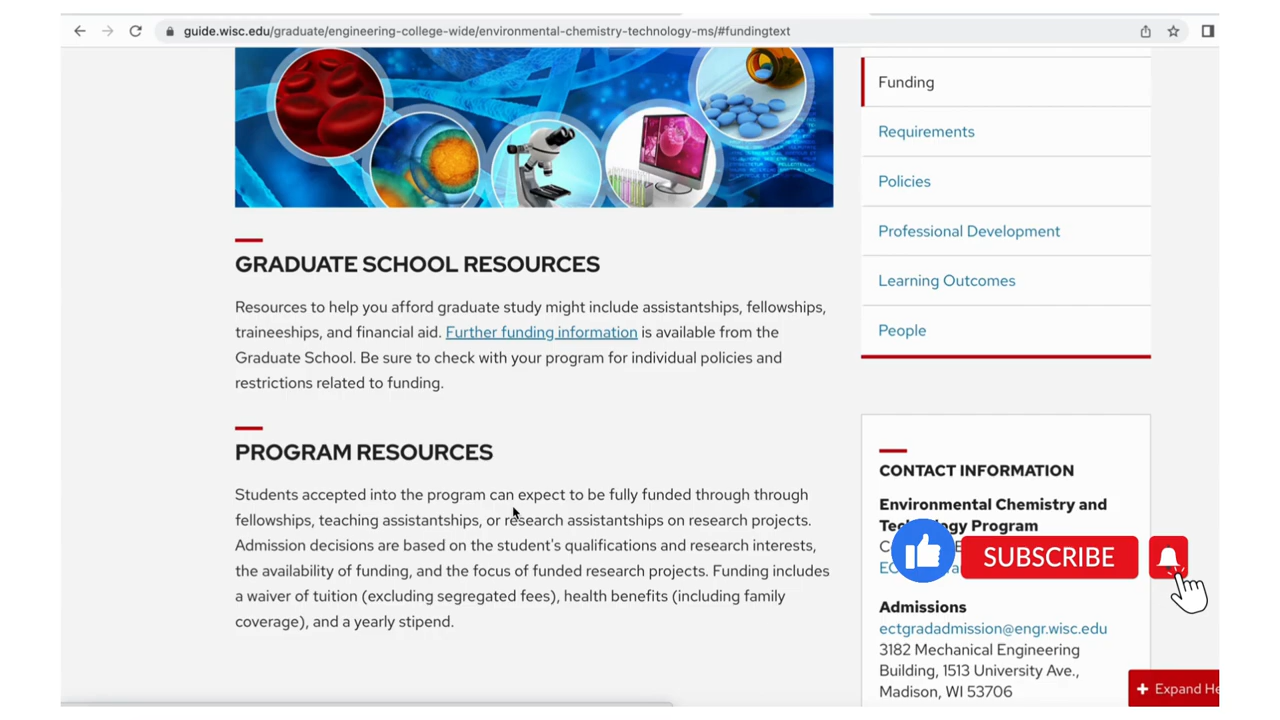 guide.wisc.edu/graduate/engineering-college-wide/environmental-chemistry-technology-ms/#fundingtext
Funding
Requirements
Policies
Professional Development
Learning Outcomes
People
GRADUATE SCHOOL RESOURCES
Resources to help you afford graduate study might include assistantships, fellowships,
traineeships, and financial aid. Further funding information is available from the
Graduate School. Be sure to check with your program for individual policies and
restrictions related to funding.
PROGRAM RESOURCES
Students accepted into the program can expect to be fully funded through through
fellowships, teaching assistantships, or research assistantships on research projects.
Admission decisions are based on the student's qualifications and research interests,
the availability of funding, and the focus of funded research projects. Funding includes
a waiver of tuition (excluding segregated fees), health benefits (including family
coverage), and a yearly stipend.
CONTACT INFORMATION
Environmental Chemistry and
Program
SUBSCRIBE
Admissions
ectgradadmission@engr.wisc.edu
3182 Mechanical Engineering
Building, 1513 University Ave.,
Madison, WI 53706
Expand